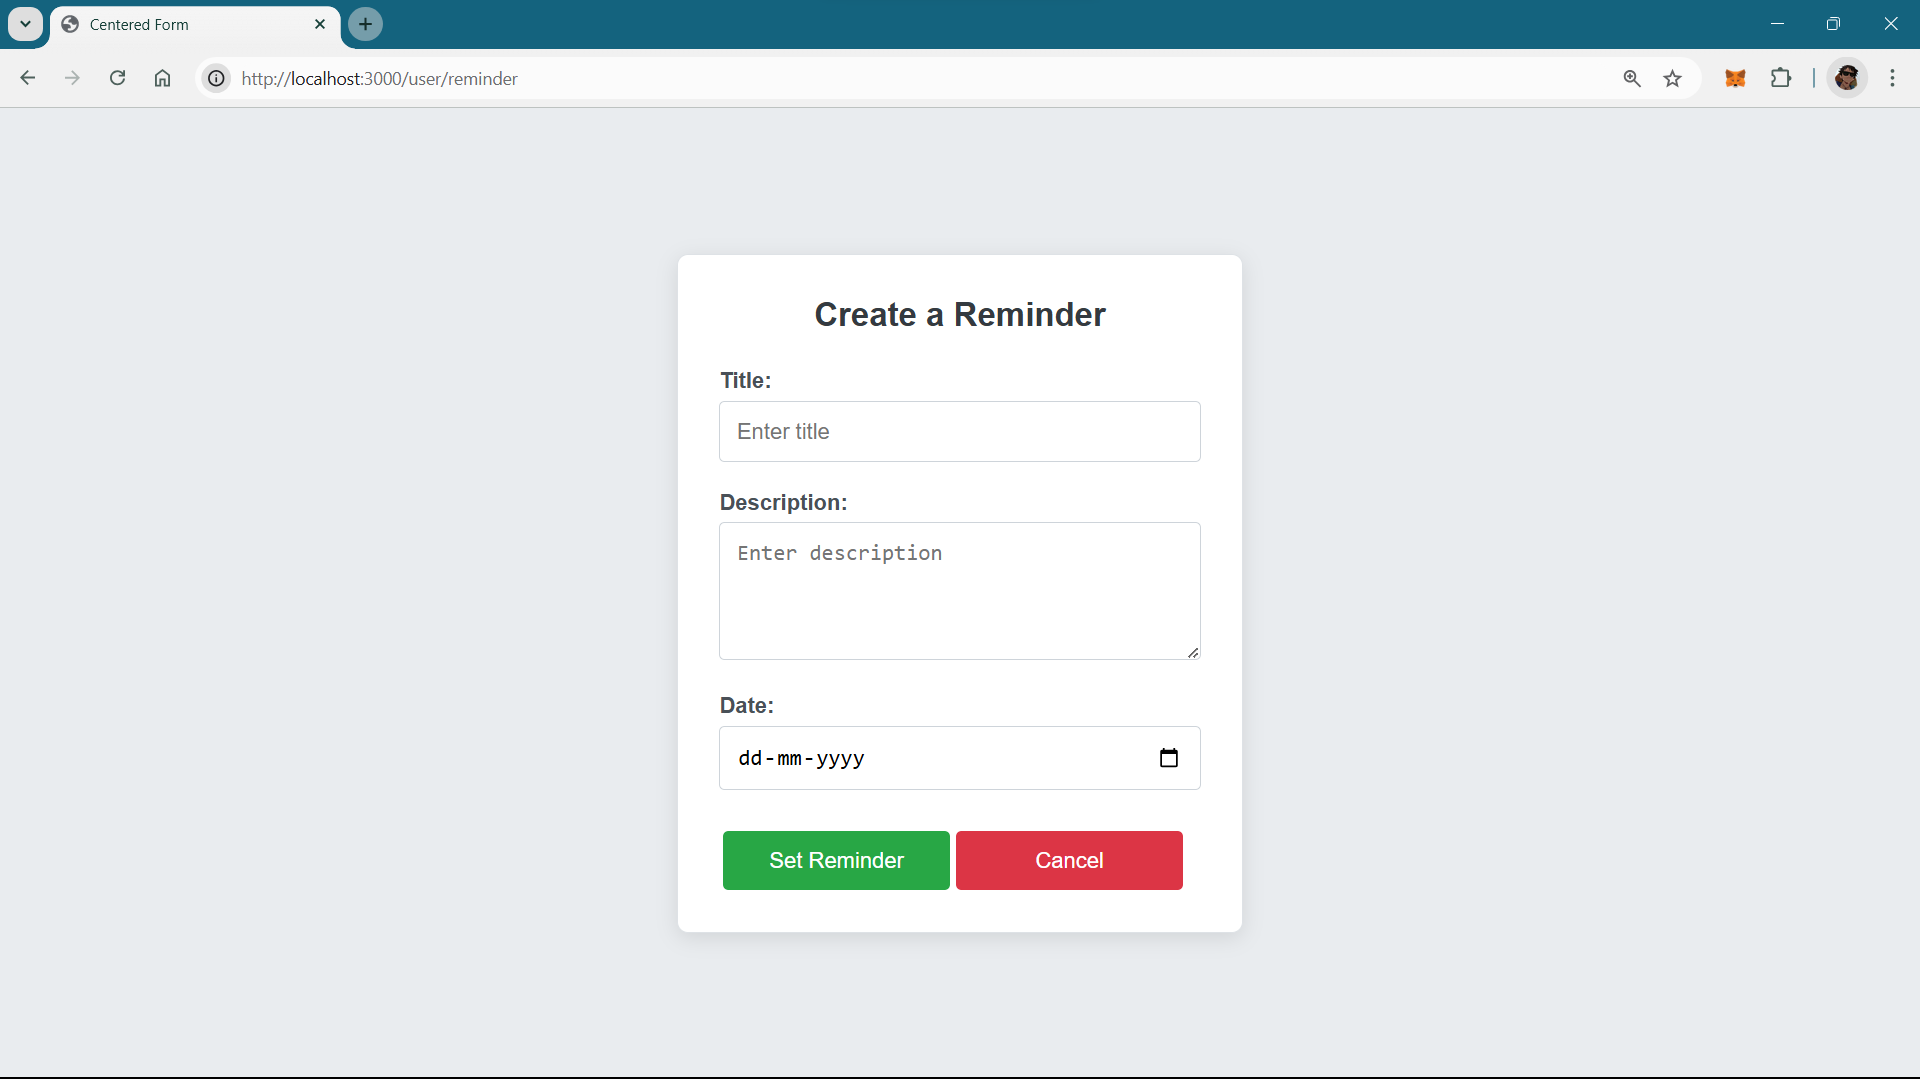 Centered Form
http://localhost:3000/user/reminder
Create a Reminder
Title:
Enter title
Description:
Enter description
Date:
dd-mm-yyyy
Set Reminder Cancel